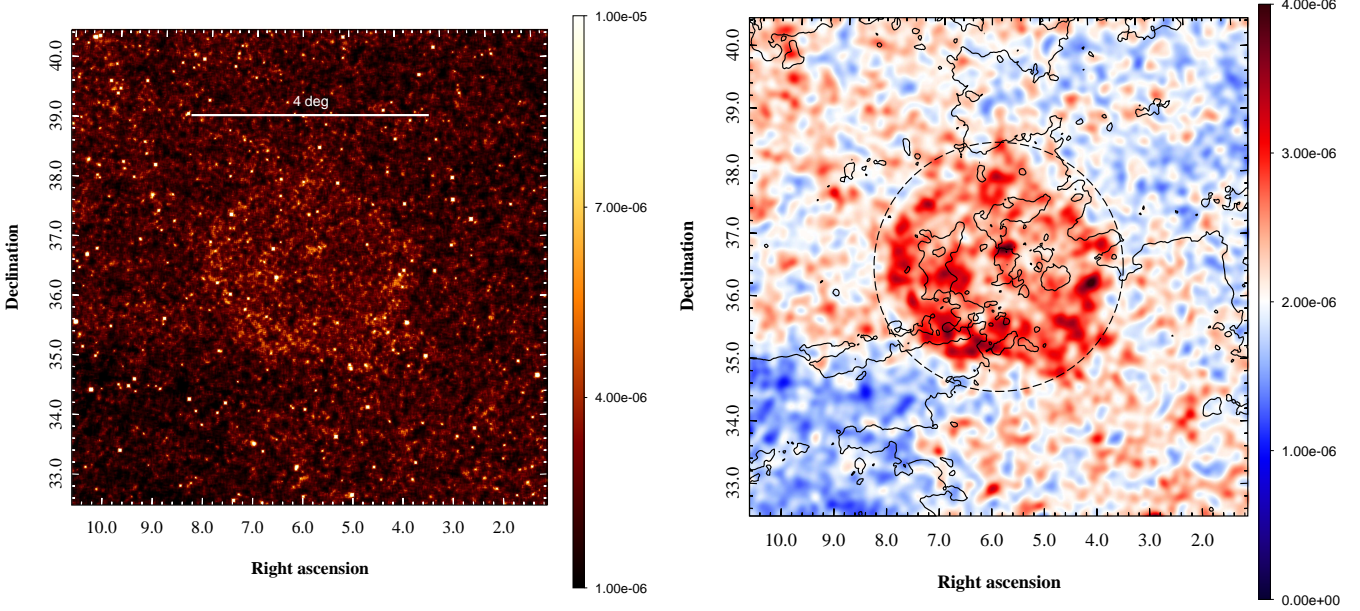 4 deg
40.0
39.0
38.0
37.0
36.0
35.0
34.0
33.0
Declination
10.0 9.0 8.0 7.0 6.0 5.0 4.0 3.0 2.0
Right ascension
1.00e-05
7.00e-06
4.00e-06
1.00e-06
40.0
39.0
38.0
37.0
36.0
35.0
34.0
33.0
Declination
10.0 9.0 8.0 7.0 6.0 5.0 4.0 3.0 2.0
Right ascension
4.00e-06
3.00e-06
2.00e-06
1.00e-06
0.00e+00